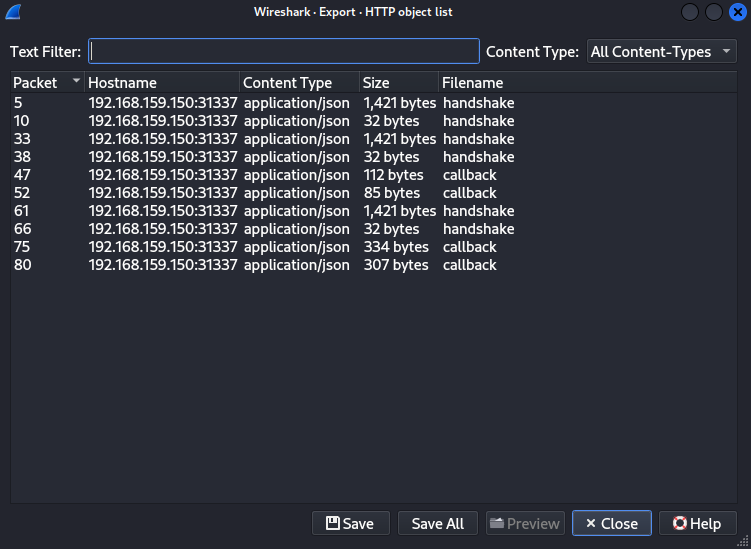 Wireshark · Export · HTTP object list
Text Filter: Content Type: All Content-Types
Packet Hostname Content Type Size Filename
5 192.168.159.150:31337 application/json 1,421 bytes handshake
10 192.168.159.150:31337 application/json 32 bytes handshake
33 192.168.159.150:31337 application/json 1,421 bytes handshake
38 192.168.159.150:31337 application/json 32 bytes handshake
47 192.168.159.150:31337 application/json 112 bytes callback
52 192.168.159.150:31337 application/json 85 bytes callback
61 192.168.159.150:31337 application/json 1,421 bytes handshake
66 192.168.159.150:31337 application/json 32 bytes handshake
75 192.168.159.150:31337 application/json 334 bytes callback
80 192.168.159.150:31337 application/json 307 bytes callback
Save Save All Preview Close Help